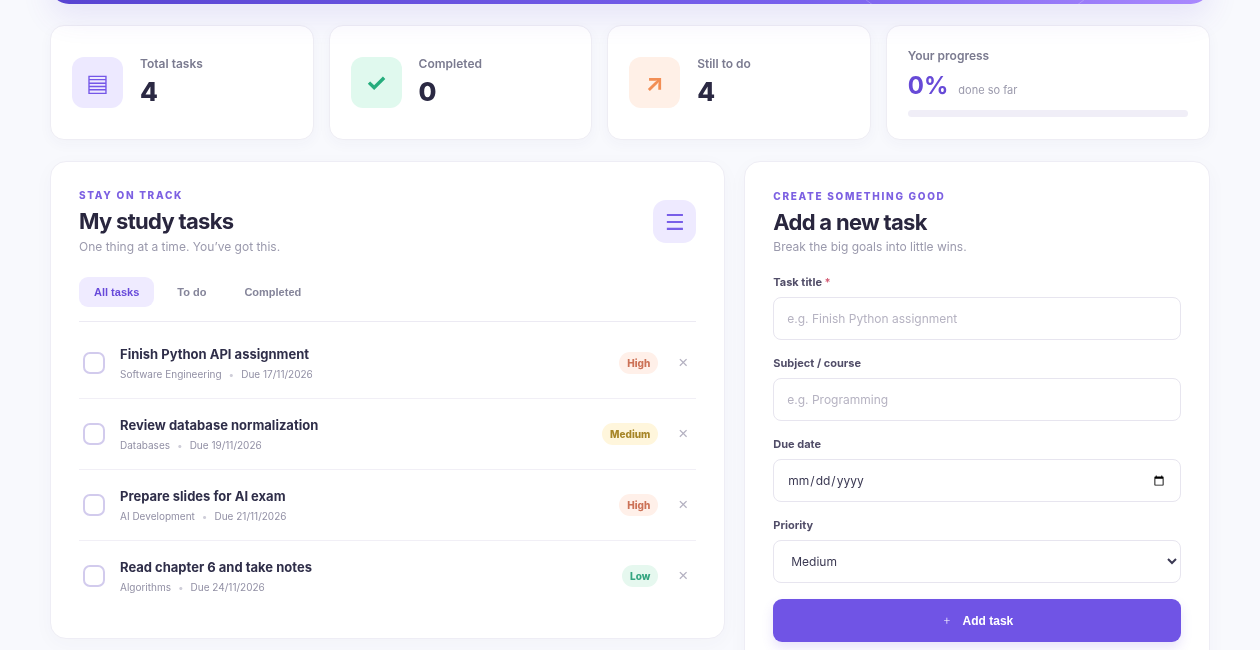 Total tasks
4
Completed
0
Still to do
4
Your progress
0% done so far
STAY ON TRACK
My study tasks
One thing at a time. You’ve got this.
All tasks To do Completed
Finish Python API assignment
Software Engineering • Due 17/11/2026
High ×
Review database normalization
Databases • Due 19/11/2026
Medium ×
Prepare slides for AI exam
AI Development • Due 21/11/2026
High ×
Read chapter 6 and take notes
Algorithms • Due 24/11/2026
Low ×
CREATE SOMETHING GOOD
Add a new task
Break the big goals into little wins.
Task title *
e.g. Finish Python assignment
Subject / course
e.g. Programming
Due date
mm/dd/yyyy
Priority
Medium
+ Add task